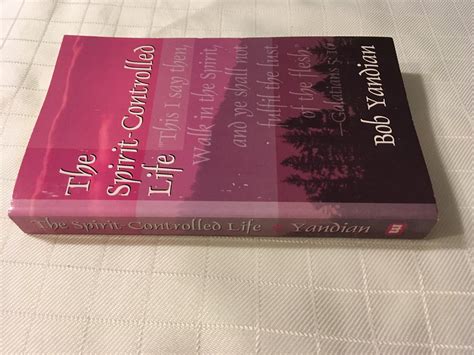 The
Spirit-Controlled
Life
This I say then,
Walk in the Spirit,
and ye shall not
fulfil the lust
of the flesh.
—Galatians 5:16
Bob Yandian
The Spirit-Controlled Life
Yandian